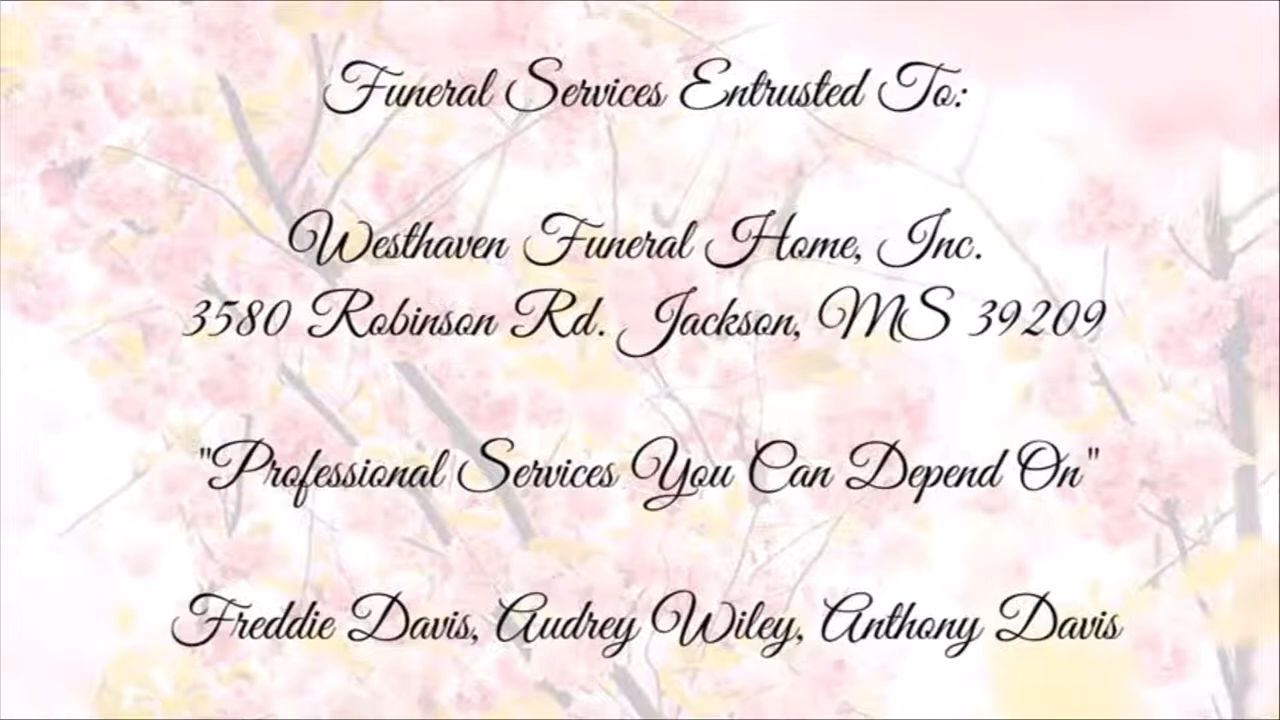 Funeral Services Entrusted To:
Westhaven Funeral Home, Inc.
3580 Robinson Rd. Jackson, MS 39209
"Professional Services You Can Depend On"
Freddie Davis, Audrey Wiley, Anthony Davis